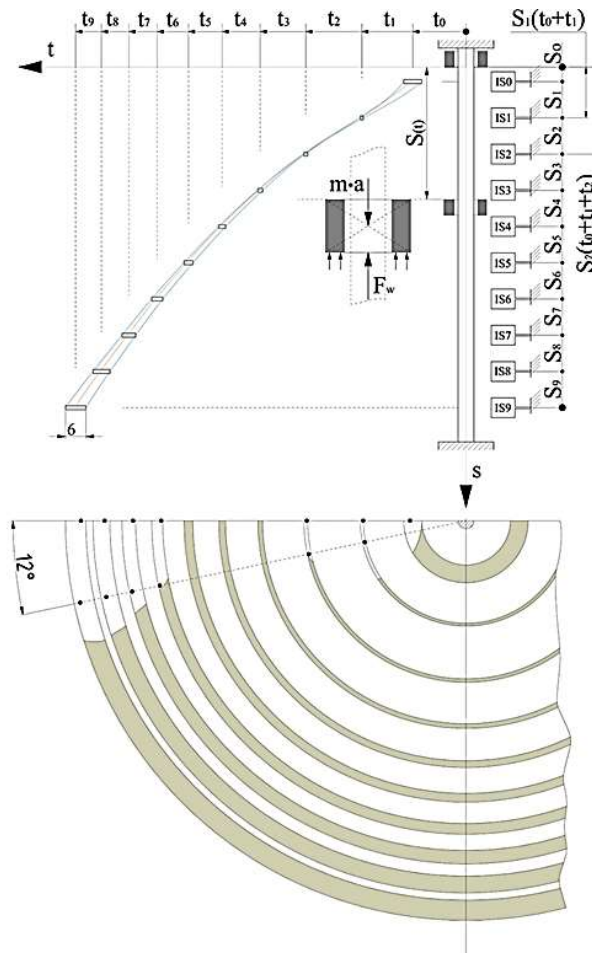 t9 t8 t7 t6 t5 t4 t3 t2 t1 t0
S1(t0+t1)
t
S0
IS0
S1
IS1
S2
IS2
S3
IS3
S4
IS4
S5
IS5
S6
IS6
S7
IS7
S8
IS8
S9
IS9
S2(t0+t1+t2)
S(t)
m·a
Fw
6
s
12°